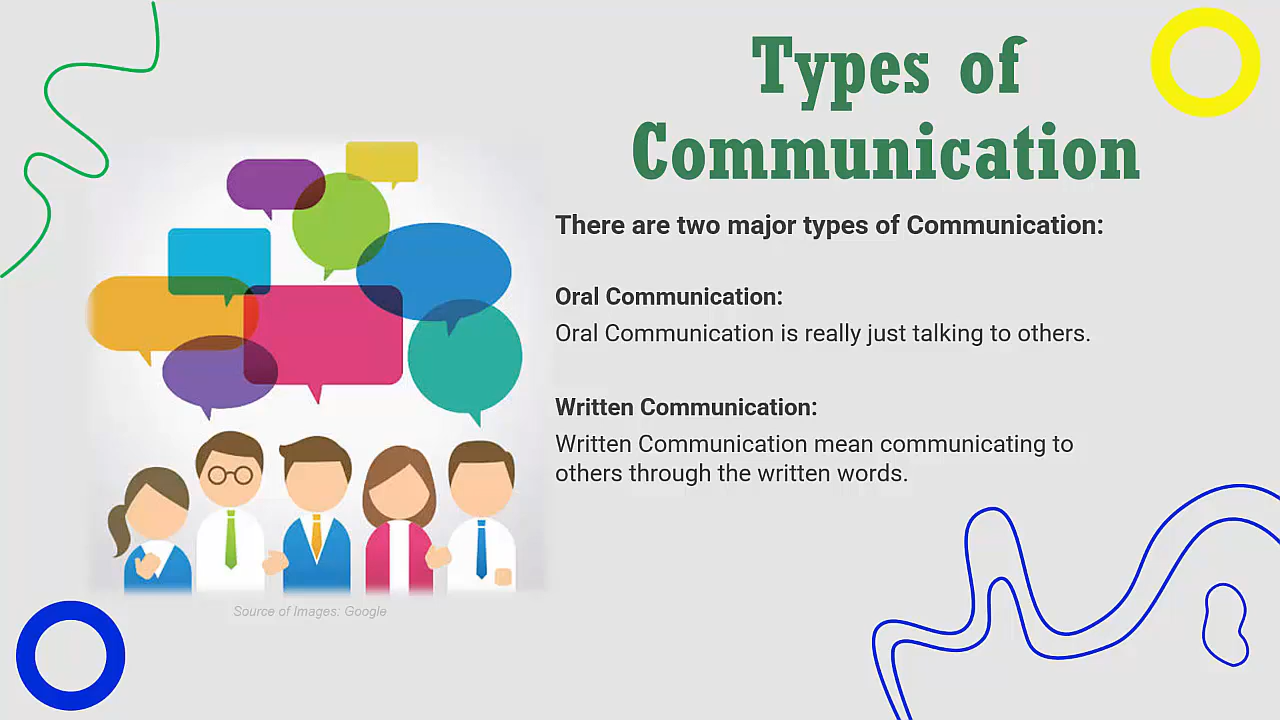 Types of
Communication
There are two major types of Communication:
Oral Communication:
Oral Communication is really just talking to others.
Written Communication:
Written Communication mean communicating to
others through the written words.
Source of Images: Google